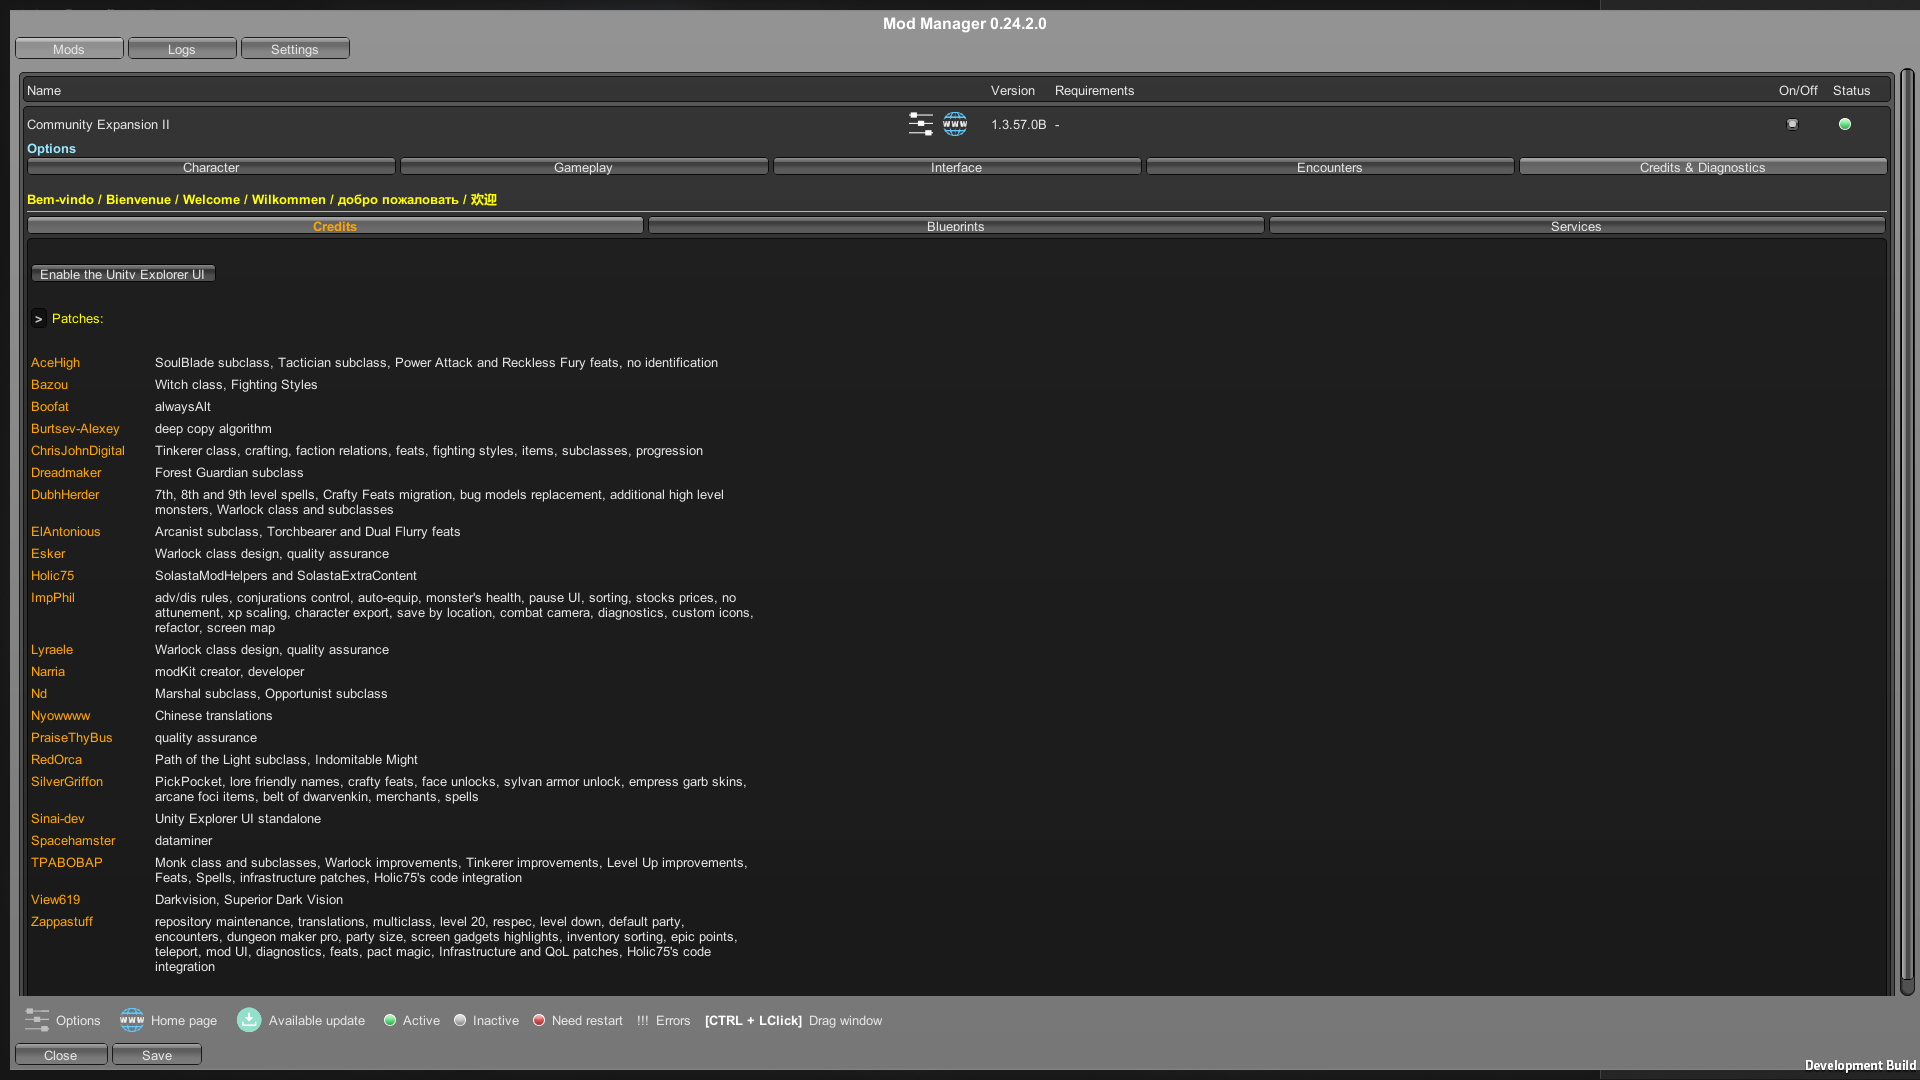 Mod Manager 0.24.2.0
Mods Logs Settings
Name Version Requirements On/Off Status
Community Expansion II WWW 1.3.57.0B - 
Options
Character Gameplay Interface Encounters Credits & Diagnostics
Bem-vindo / Bienvenue / Welcome / Wilkommen / добро пожаловать / 欢迎
Credits Blueprints Services
Enable the Unity Explorer UI
> Patches:
AceHigh SoulBlade subclass, Tactician subclass, Power Attack and Reckless Fury feats, no identification
Bazou Witch class, Fighting Styles
Boofat alwaysAlt
Burtsev-Alexey deep copy algorithm
ChrisJohnDigital Tinkerer class, crafting, faction relations, feats, fighting styles, items, subclasses, progression
Dreadmaker Forest Guardian subclass
DubhHerder 7th, 8th and 9th level spells, Crafty Feats migration, bug models replacement, additional high level
monsters, Warlock class and subclasses
ElAntonious Arcanist subclass, Torchbearer and Dual Flurry feats
Esker Warlock class design, quality assurance
Holic75 SolastaModHelpers and SolastaExtraContent
ImpPhil adv/dis rules, conjurations control, auto-equip, monster's health, pause UI, sorting, stocks prices, no
attunement, xp scaling, character export, save by location, combat camera, diagnostics, custom icons,
refactor, screen map
Lyraele Warlock class design, quality assurance
Narria modKit creator, developer
Nd Marshal subclass, Opportunist subclass
Nyowwww Chinese translations
PraiseThyBus quality assurance
RedOrca Path of the Light subclass, Indomitable Might
SilverGriffon PickPocket, lore friendly names, crafty feats, face unlocks, sylvan armor unlock, empress garb skins,
arcane foci items, belt of dwarvenkin, merchants, spells
Sinai-dev Unity Explorer UI standalone
Spacehamster dataminer
TPABOBAP Monk class and subclasses, Warlock improvements, Tinkerer improvements, Level Up improvements,
Feats, Spells, infrastructure patches, Holic75's code integration
View619 Darkvision, Superior Dark Vision
Zappastuff repository maintenance, translations, multiclass, level 20, respec, level down, default party,
encounters, dungeon maker pro, party size, screen gadgets highlights, inventory sorting, epic points,
teleport, mod UI, diagnostics, feats, pact magic, Infrastructure and QoL patches, Holic75's code
integration
Options WWW Home page Available update Active Inactive Need restart !!! Errors [CTRL + LClick] Drag window
Close Save
Development Build